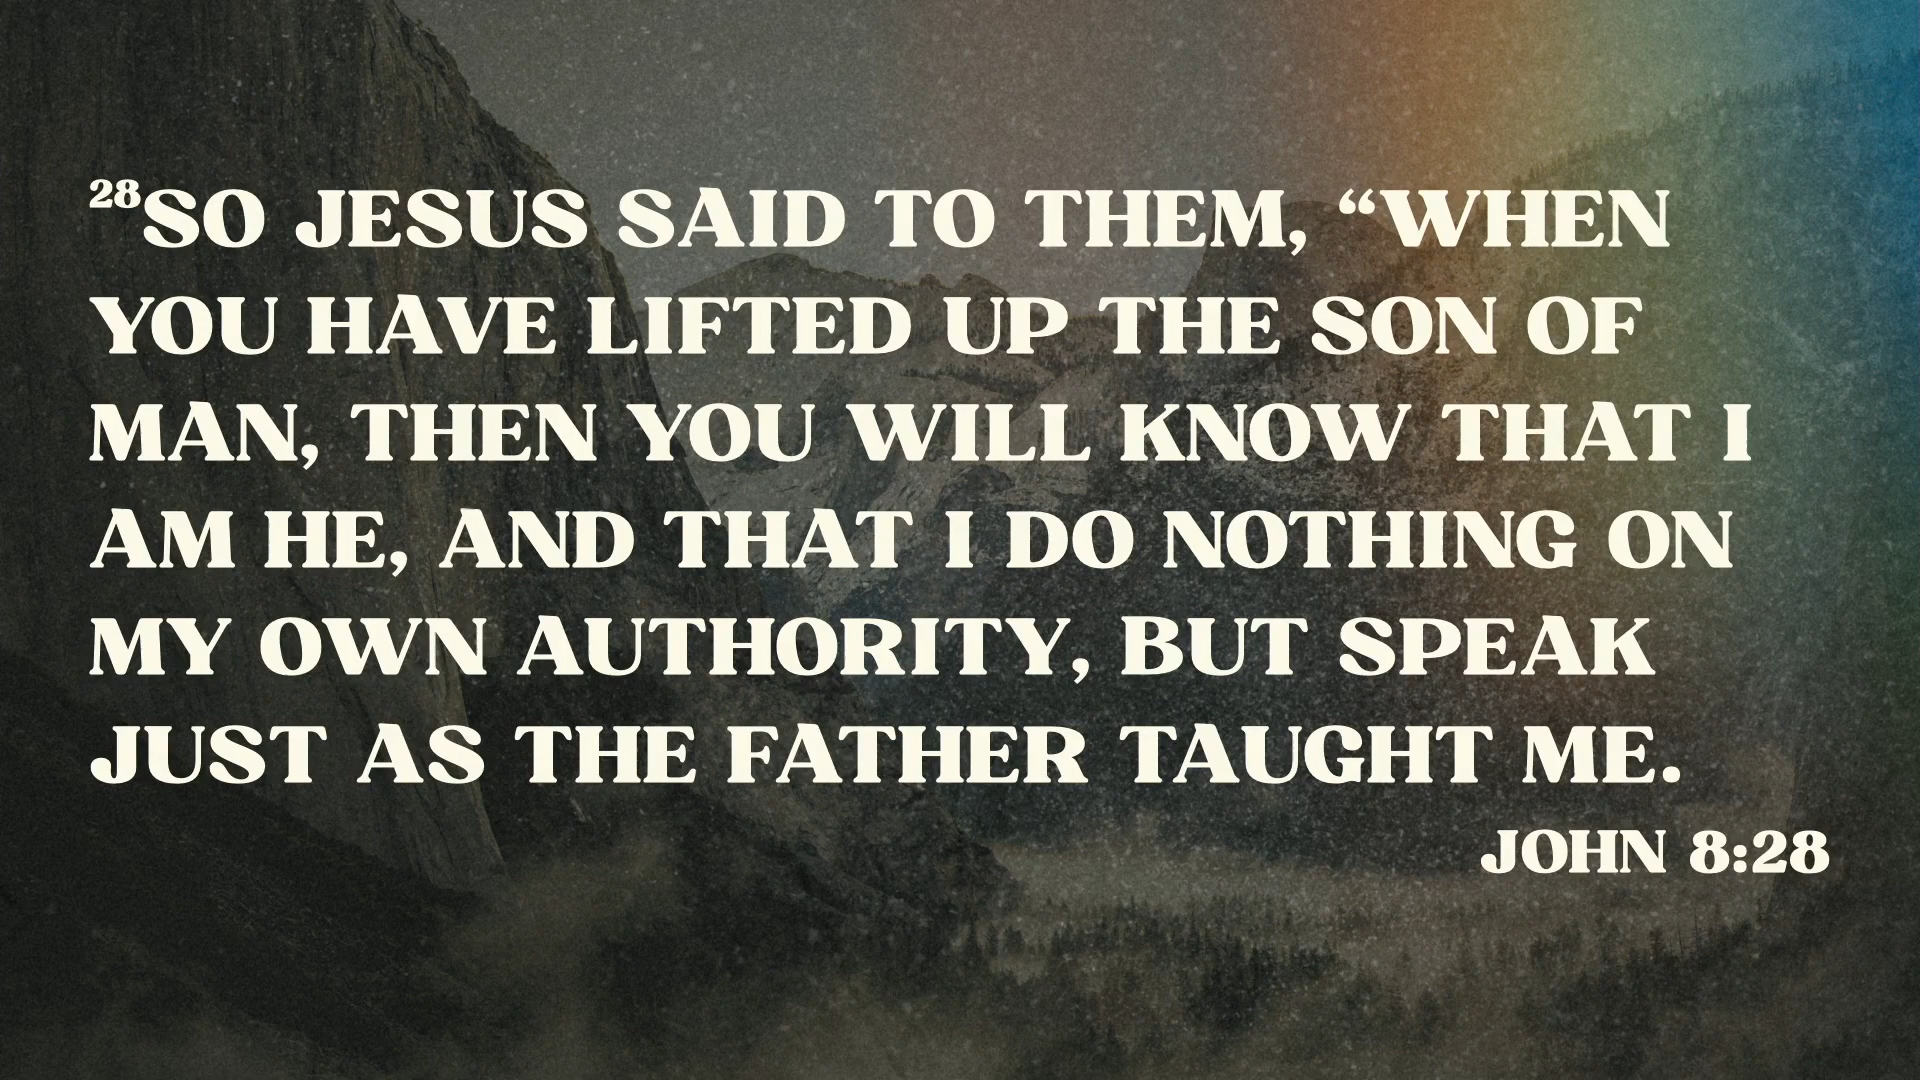 ²⁸SO JESUS SAID TO THEM, “WHEN
YOU HAVE LIFTED UP THE SON OF
MAN, THEN YOU WILL KNOW THAT I
AM HE, AND THAT I DO NOTHING ON
MY OWN AUTHORITY, BUT SPEAK
JUST AS THE FATHER TAUGHT ME.
JOHN 8:28